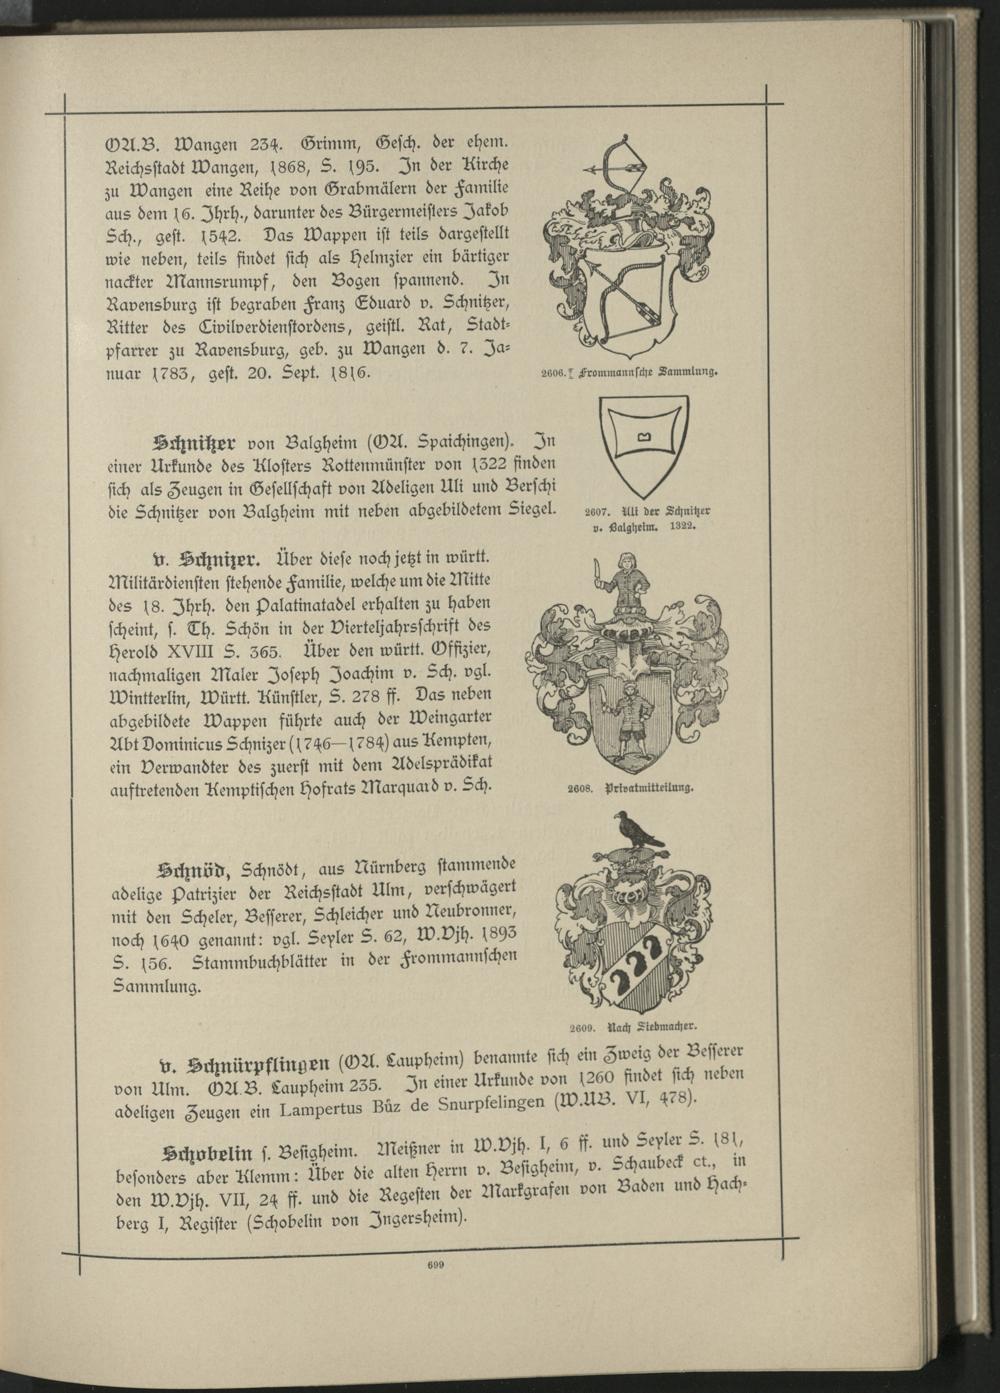 OA.B. Wangen 234. Grimm, Gesch. der ehem.
Reichsstadt Wangen, 1868, S. 195. In der Kirche
zu Wangen eine Reihe von Grabmälern der Familie
aus dem 16. Jhrh., darunter des Bürgermeisters Jakob
Sch., gest. 1542. Das Wappen ist teils dargestellt
wie neben, teils findet sich als Helmzier ein bärtiger
nackter Mannsrumpf, den Bogen spannend. In
Ravensburg ist begraben Franz Eduard v. Schnitzer,
Ritter des Civilverdienstordens, geistl. Rat, Stadt-
pfarrer zu Ravensburg, geb. zu Wangen d. 7. Ja-
nuar 1783, gest. 20. Sept. 1816.
2606. Frommannsche Sammlung.
Schnitzer von Balgheim (OA. Spaichingen). In
einer Urkunde des Klosters Rottenmünster von 1322 finden
sich als Zeugen in Gesellschaft von Adeligen Uli und Berschi
die Schnitzer von Balgheim mit neben abgebildetem Siegel.
2607. Uli der Schnitzer
v. Balgheim. 1322.
v. Schnizer. Über diese noch jetzt in württ.
Militärdiensten stehende Familie, welche um die Mitte
des 18. Jhrh. den Palatinatadel erhalten zu haben
scheint, s. Th. Schön in der Vierteljahrsschrift des
Herold XVIII S. 365. Über den württ. Offizier,
nachmaligen Maler Joseph Joachim v. Sch. vgl.
Wintterlin, Württ. Künstler, S. 278 ff. Das neben
abgebildete Wappen führte auch der Weingarter
Abt Dominicus Schnizer (1746—1784) aus Kempten,
ein Verwandter des zuerst mit dem Adelsprädikat
auftretenden Kemptischen Hofrats Marquard v. Sch.
2608. Privatmitteilung.
Schnöd, Schnödt, aus Nürnberg stammende
adelige Patrizier der Reichsstadt Ulm, verschwägert
mit den Scheler, Besserer, Schleicher und Neubronner,
noch 1640 genannt: vgl. Seyler S. 62, W.Vjh. 1893
S. 156. Stammbuchblätter in der Frommannschen
Sammlung.
2609. Nach Siebmacher.
v. Schnürpflingen (OA. Laupheim) benannte sich ein Zweig der Besserer
von Ulm. OA.B. Laupheim 235. In einer Urkunde von 1260 findet sich neben
adeligen Zeugen ein Lampertus Bûz de Snurpfelingen (W.UB. VI, 478).
Schobelin s. Besigheim. Meißner in W.Vjh. I, 6 ff. und Seyler S. 181,
besonders aber Klemm: Über die alten Herrn v. Besigheim, v. Schaubeck ct., in
den W.Vjh. VII, 24 ff. und die Regesten der Markgrafen von Baden und Hach-
berg I, Register (Schobelin von Ingersheim).
699